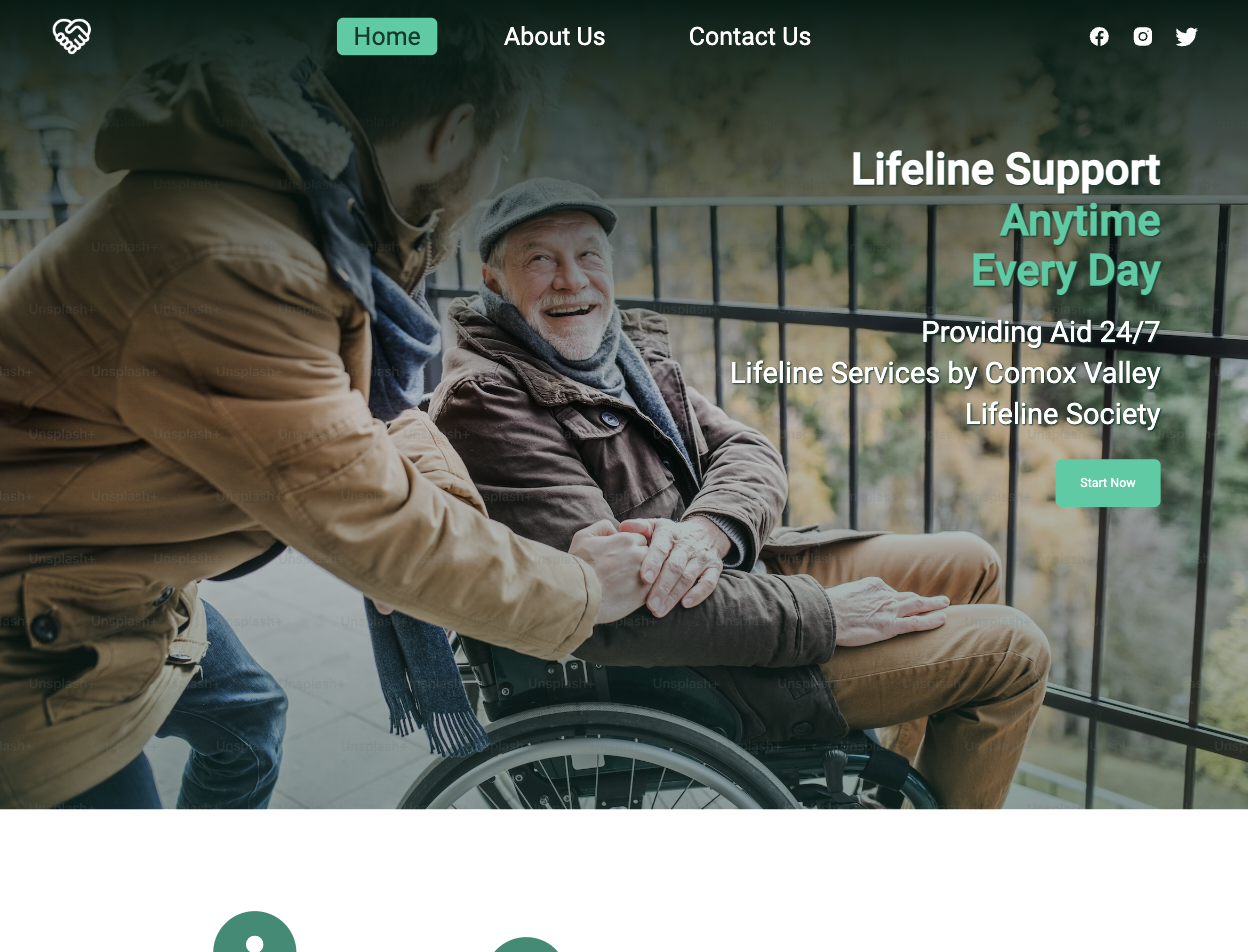 Home
About Us
Contact Us
Lifeline Support
Anytime
Every Day
Providing Aid 24/7
Lifeline Services by Comox Valley
Lifeline Society
Start Now
Unsplash+